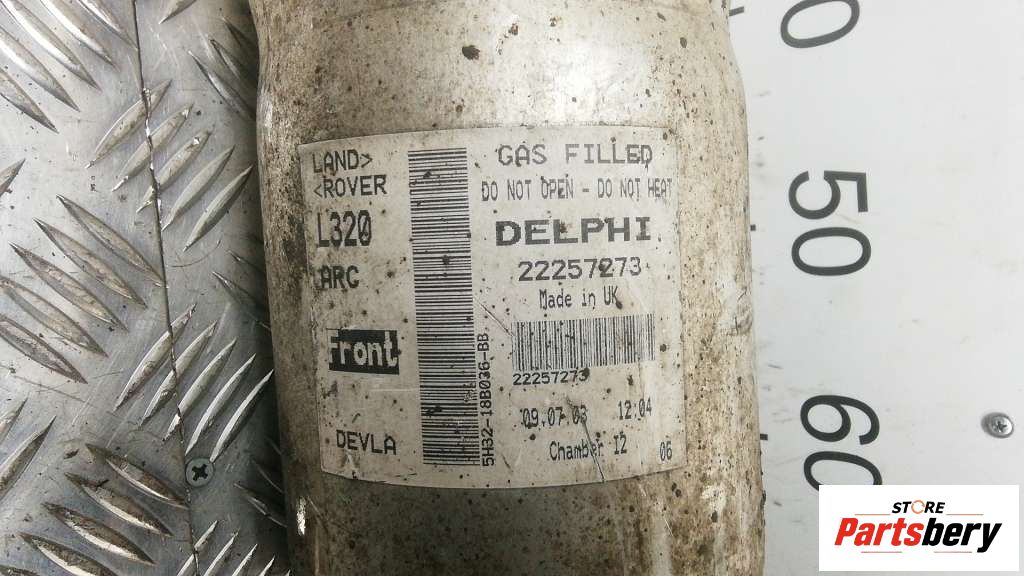 LAND>
<ROVER
L320
ARC
Front
DEVLA
5H32-18B036-BB
GAS FILLED
DO NOT OPEN - DO NOT HEAT
DELPHI
22257273
Made in UK
22257273
09.07.03 12:04
Chamber 12 06
50
60
STORE
Partsbery